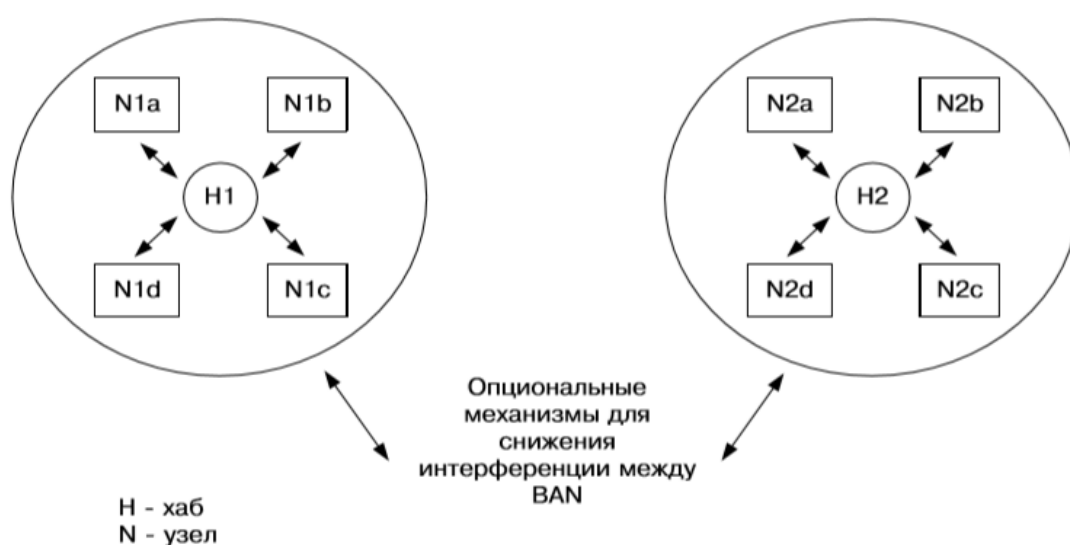 N1a
N1b
H1
N1d
N1c
N2a
N2b
H2
N2d
N2c
Опциональные
механизмы для
снижения
интерференции между
BAN
H - хаб
N - узел